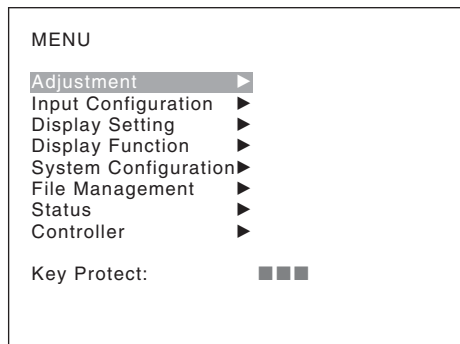 MENU
Adjustment ▶
Input Configuration ▶
Display Setting ▶
Display Function ▶
System Configuration▶
File Management ▶
Status ▶
Controller ▶
Key Protect: ■■■